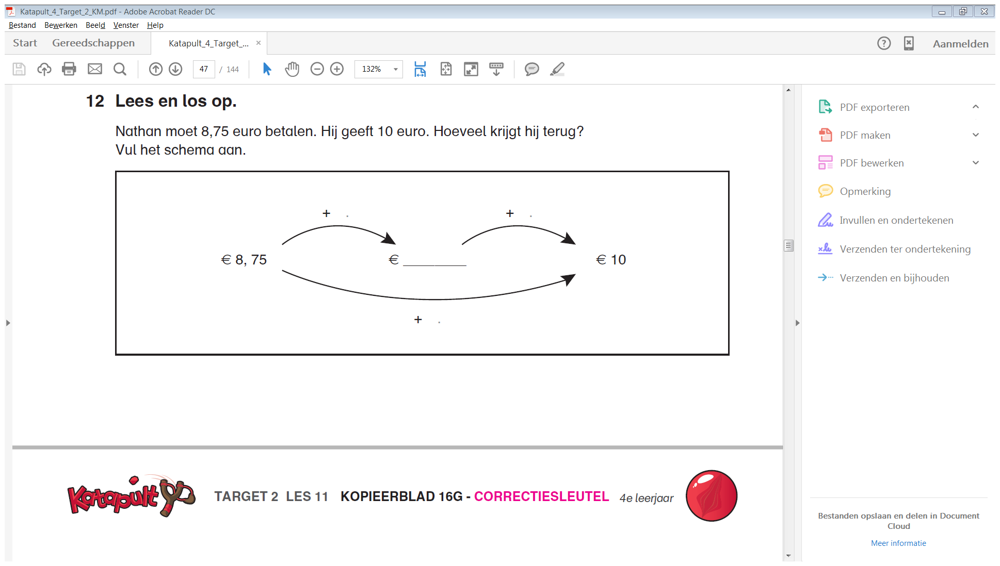 Katapult_4_Target_2_KM.pdf - Adobe Acrobat Reader DC
Bestand Bewerken Beeld Venster Help
Start Gereedschappen Katapult_4_Target_... × Aanmelden
47 / 144 132%
12 Lees en los op.
Nathan moet 8,75 euro betalen. Hij geeft 10 euro. Hoeveel krijgt hij terug?
Vul het schema aan.
+ . + .
€ 8, 75 € ________ € 10
+ .
Katapult TARGET 2 LES 11 KOPIEERBLAD 16G - CORRECTIESLEUTEL 4e leerjaar
PDF exporteren
PDF maken
PDF bewerken
Opmerking
Invullen en ondertekenen
Verzenden ter ondertekening
Verzenden en bijhouden
Bestanden opslaan en delen in Document
Cloud
Meer informatie